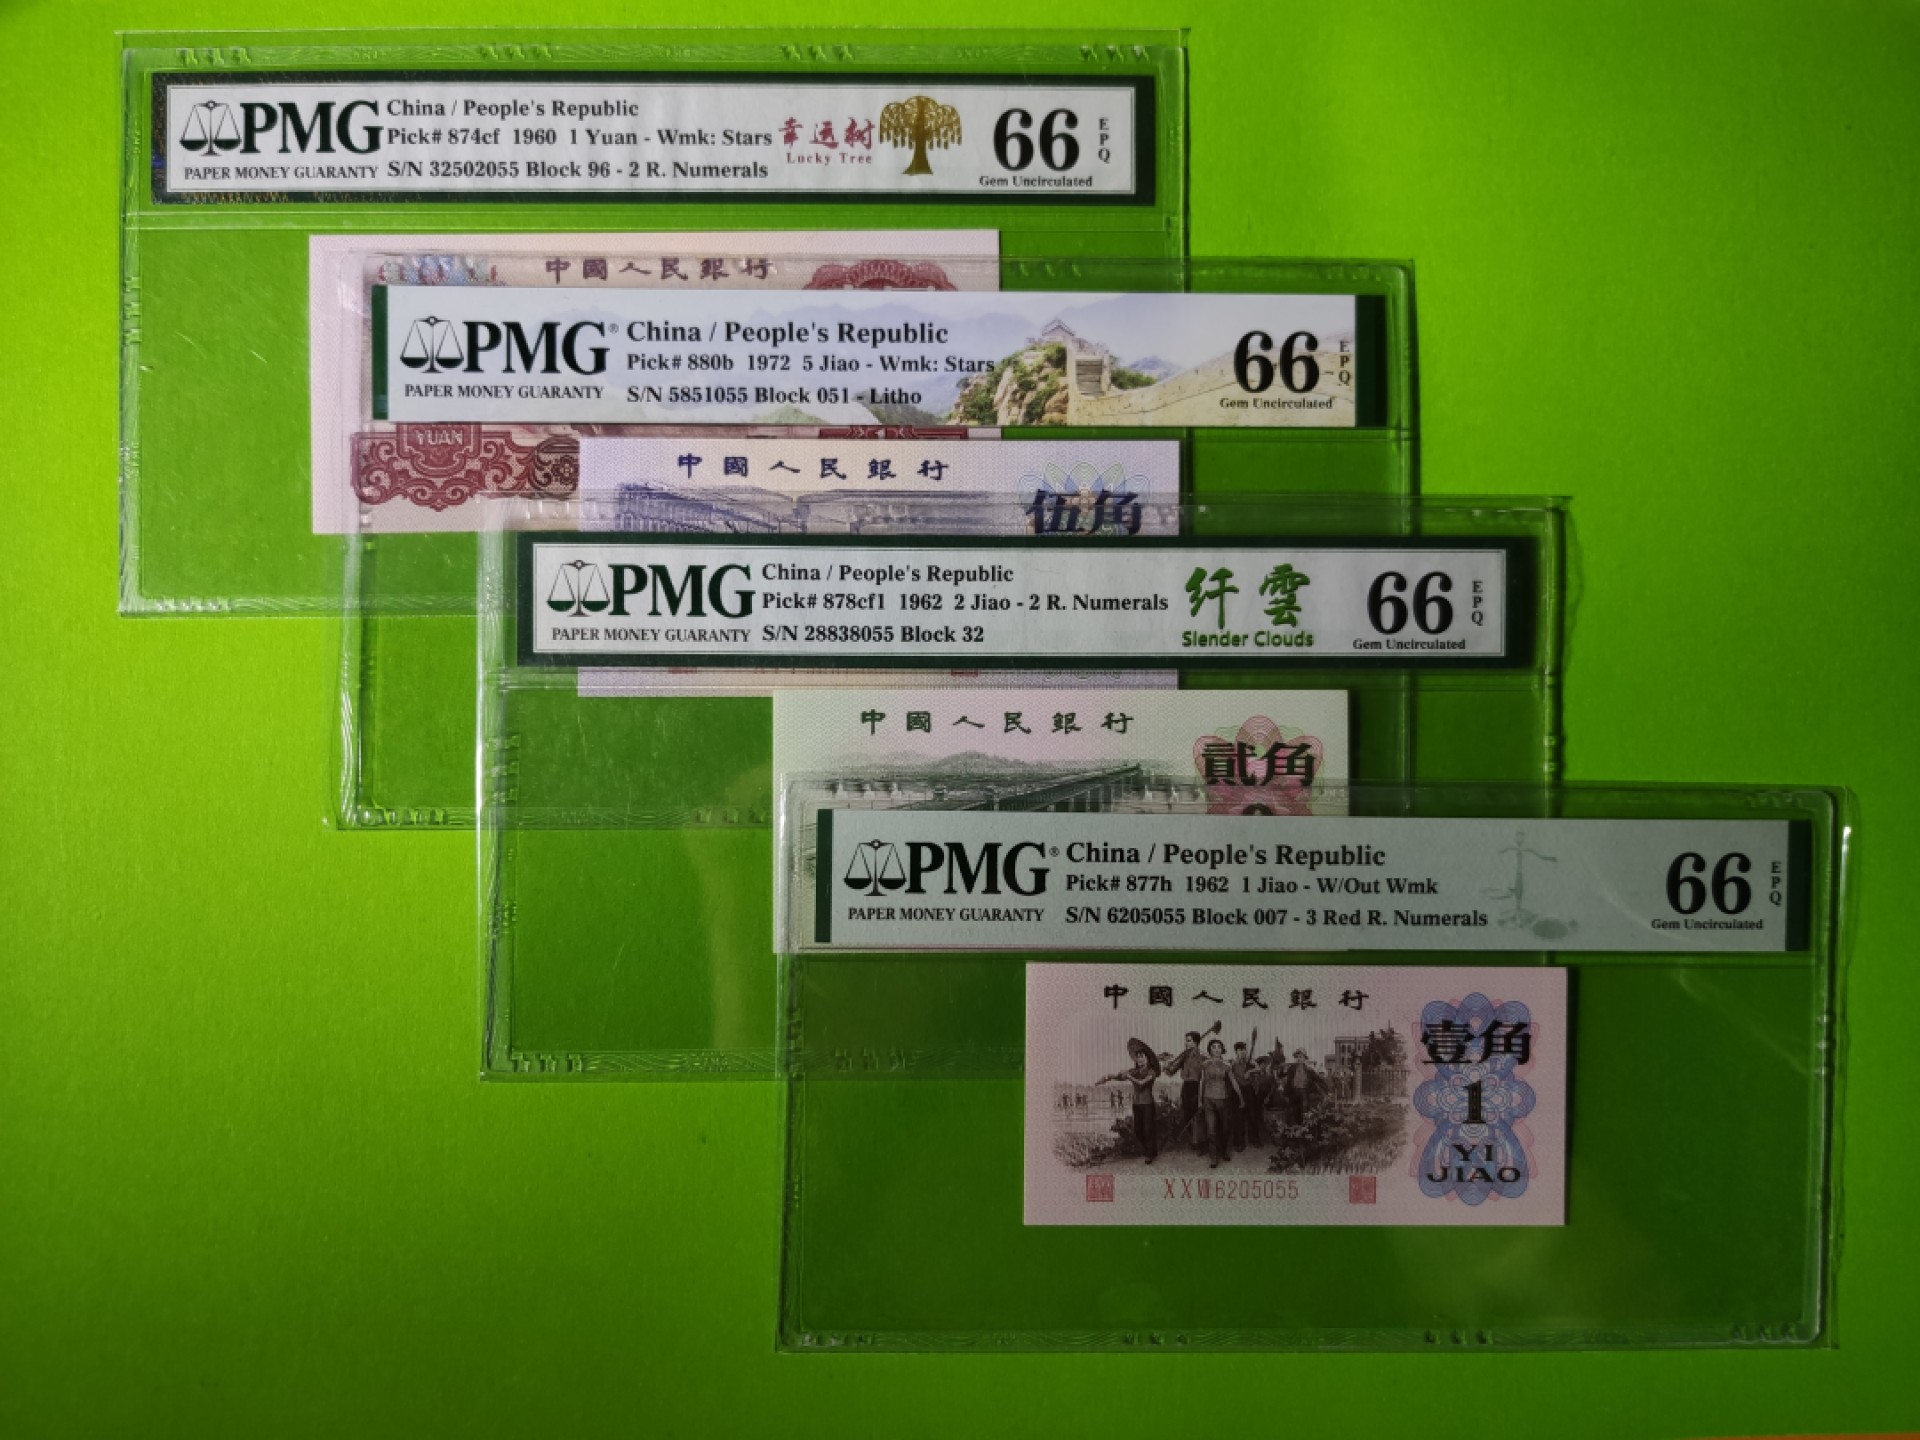 PMG
PAPER MONEY GUARANTY
China / People's Republic
Pick# 874cf 1960 1 Yuan - Wmk: Stars
S/N 32502055 Block 96 - 2 R. Numerals
幸运树
Lucky Tree
66
EPQ
Gem Uncirculated
中國人民銀行
YUAN
PMG®
PAPER MONEY GUARANTY
China / People's Republic
Pick# 880b 1972 5 Jiao - Wmk: Stars
S/N 5851055 Block 051 - Litho
66
EPQ
Gem Uncirculated
中國人民銀行
伍角
PMG
PAPER MONEY GUARANTY
China / People's Republic
Pick# 878cf1 1962 2 Jiao - 2 R. Numerals
S/N 28838055 Block 32
纤雲
Slender Clouds
66
EPQ
Gem Uncirculated
中國人民銀行
貳角
PMG®
PAPER MONEY GUARANTY
China / People's Republic
Pick# 877h 1962 1 Jiao - W/Out Wmk
S/N 6205055 Block 007 - 3 Red R. Numerals
66
EPQ
Gem Uncirculated
中國人民銀行
壹角
1
YI
JIAO
XXVII6205055